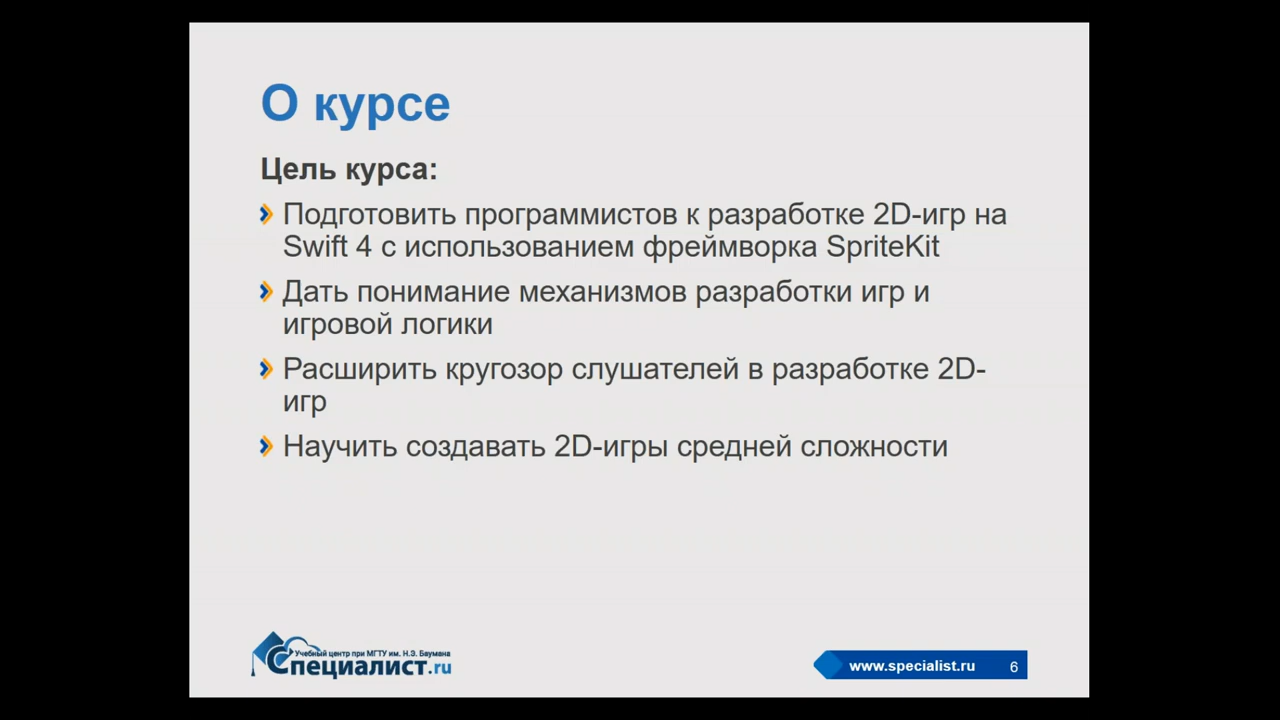 О курсе
Цель курса:
Подготовить программистов к разработке 2D-игр на
Swift 4 с использованием фреймворка SpriteKit
Дать понимание механизмов разработки игр и
игровой логики
Расширить кругозор слушателей в разработке 2D-
игр
Научить создавать 2D-игры средней сложности
Учебный центр при МГТУ им. Н.Э. Баумана
Специалист.ru
www.specialist.ru 6